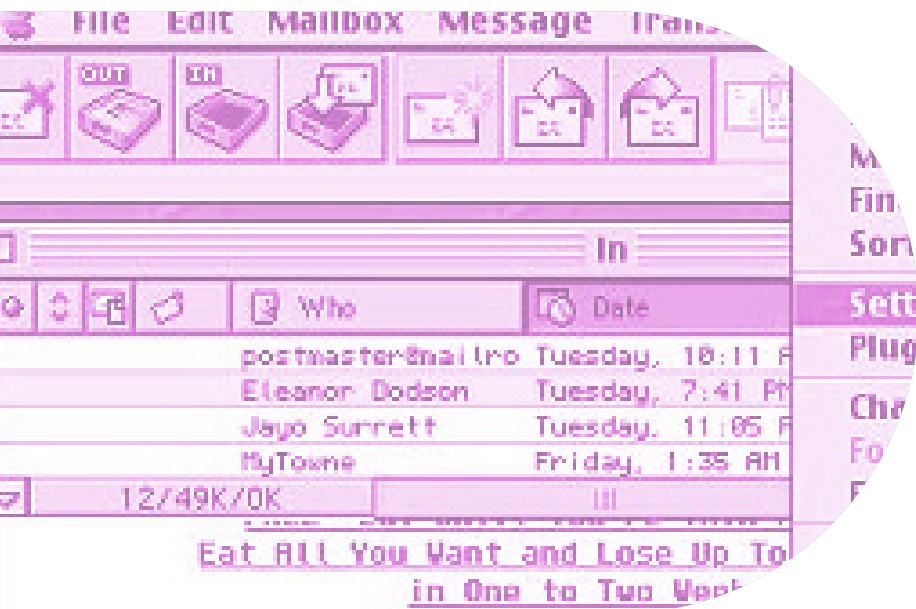 File Edit Mailbox Message
OUT IN
Fin
Sor
In
Sett
Who Date
Plug
postmaster@mailro Tuesday, 10:11
Eleanor Dodson Tuesday, 7:41 PM
Cha
Jayo Surrett Tuesday, 11:05
Fo
MyTowne Friday, 1:35 AM
12/49K/0K
Eat All You Want and Lose Up To
in One to Two